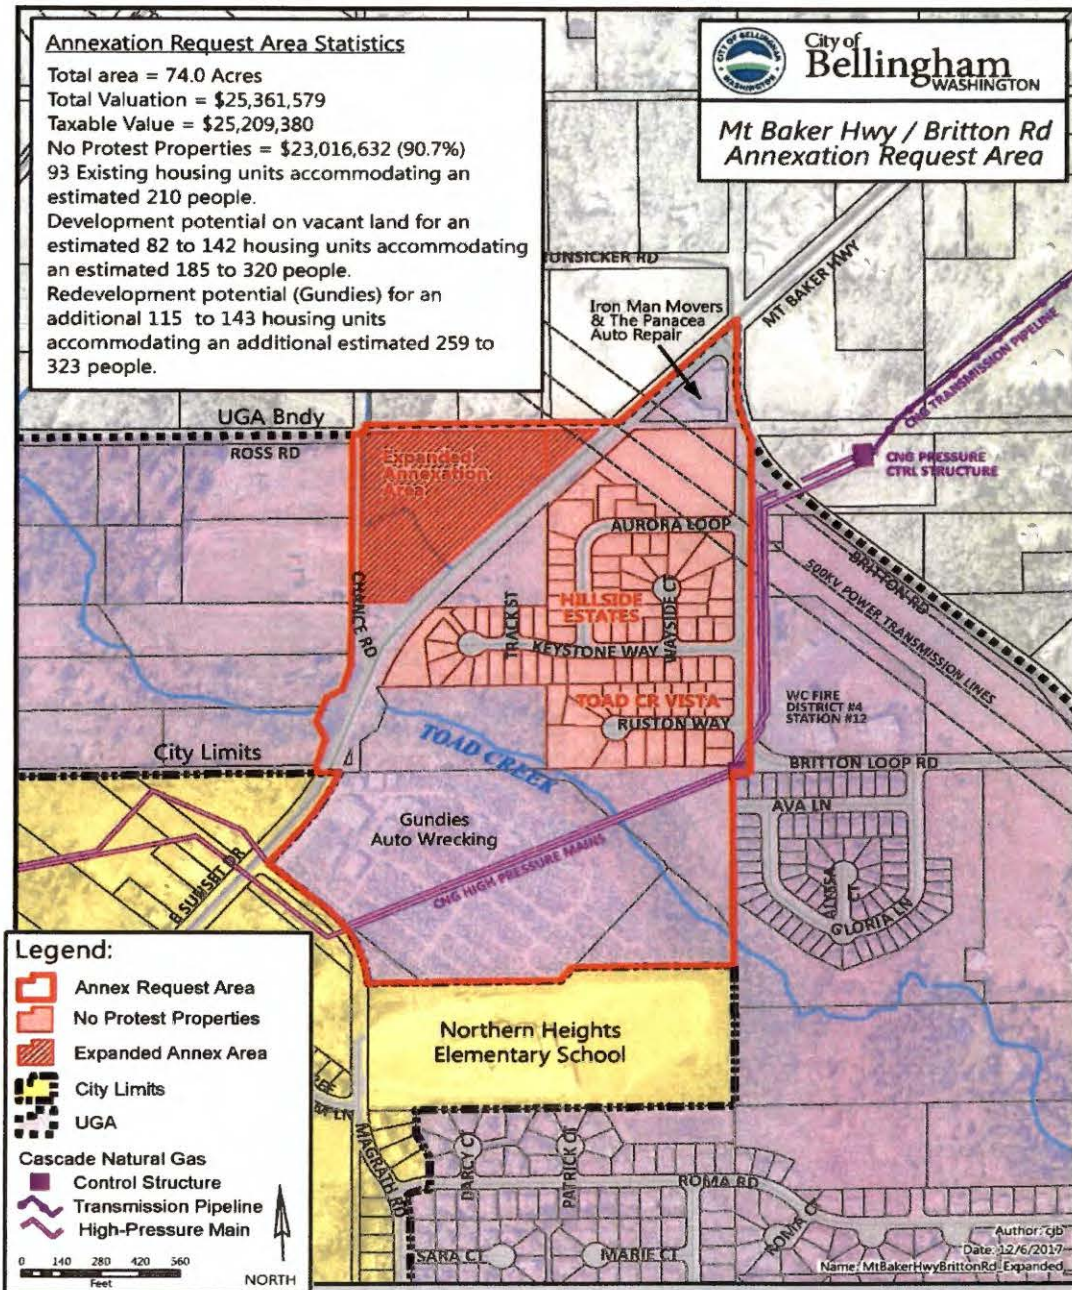 Annexation Request Area Statistics
Total area = 74.0 Acres
Total Valuation = $25,361,579
Taxable Value = $25,209,380
No Protest Properties = $23,016,632 (90.7%)
93 Existing housing units accommodating an
estimated 210 people.
Development potential on vacant land for an
estimated 82 to 142 housing units accommodating
an estimated 185 to 320 people.
Redevelopment potential (Gundies) for an
additional 115 to 143 housing units
accommodating an additional estimated 259 to
323 people.
CITY OF BELLINGHAM
WASHINGTON
City of
Bellingham
WASHINGTON
Mt Baker Hwy / Britton Rd
Annexation Request Area
UNSICKER RD
MT BAKER HWY
Iron Man Movers
& The Panacea
Auto Repair
CNG TRANSMISSION PIPELINE
UGA Bndy
ROSS RD
Expanded
Annexation
Area
CNG PRESSURE
CTRL STRUCTURE
AURORA LOOP
BRITTON RD
500KV POWER TRANSMISSION LINES
CHANCE RD
HILLSIDE
ESTATES
TRACK ST
WAYSIDE CT
KEYSTONE WAY
TOAD CR VISTA
RUSTON WAY
WC FIRE
DISTRICT #4
STATION #12
City Limits
TOAD CREEK
BRITTON LOOP RD
AVA LN
Gundies
Auto Wrecking
CNG HIGH PRESSURE MAINS
E SUNSET DR
ALYSSA CT
GLORIA LN
Northern Heights
Elementary School
MAGRATH RD
DARCY CT
PATRICK CT
ROMA RD
ROMA CT
SARA CT
MARIE CT
Legend:
Annex Request Area
No Protest Properties
Expanded Annex Area
City Limits
UGA
Cascade Natural Gas
Control Structure
Transmission Pipeline
High-Pressure Main
0 140 280 420 560
Feet
NORTH
Author: cjb
Date: 12/6/2017
Name: MtBakerHwyBrittonRd_Expanded